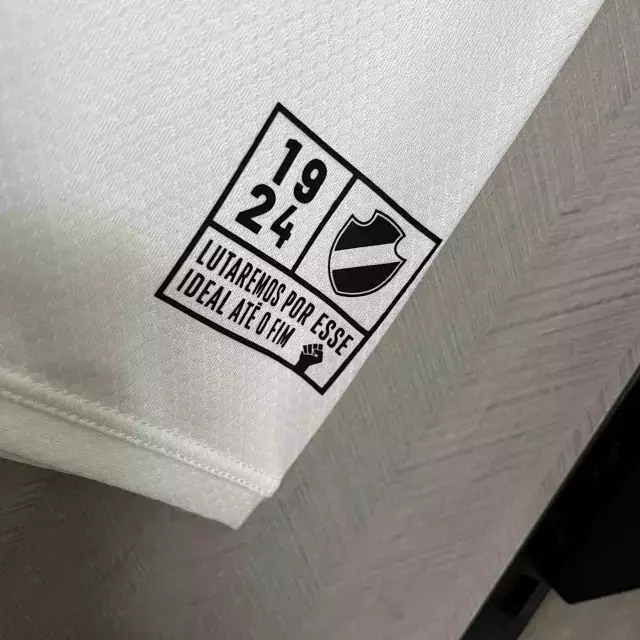 19
24
LUTAREMOS POR ESSE
IDEAL ATÉ O FIM